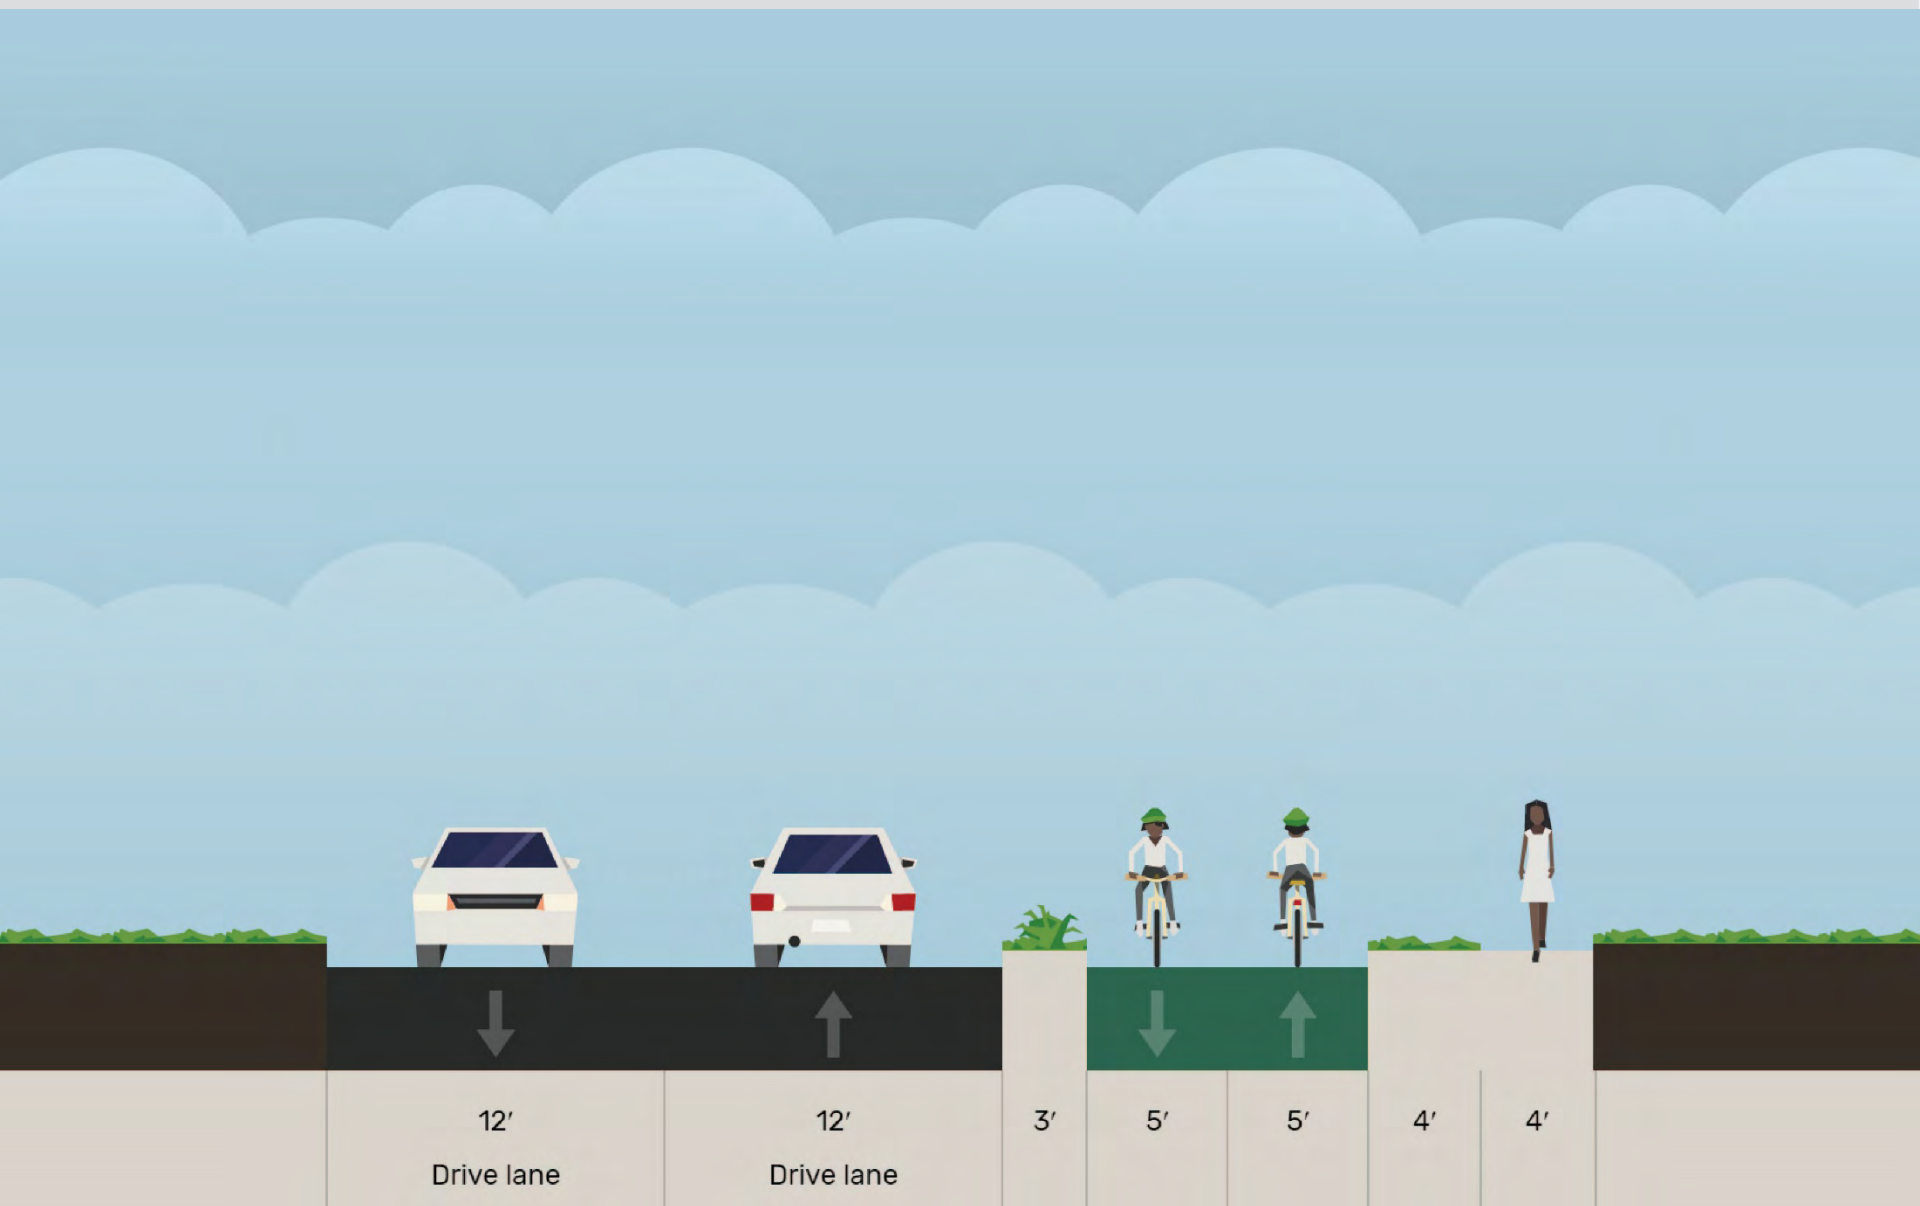 12′ 12′ 3′ 5′ 5′ 4′ 4′
Drive lane Drive lane